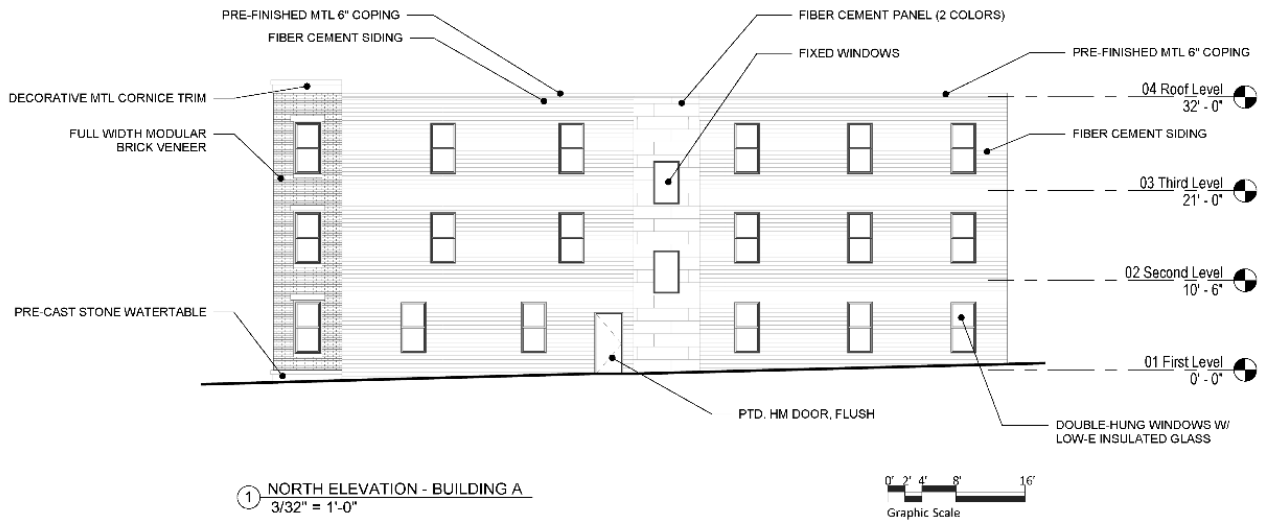 PRE-FINISHED MTL 6" COPING
FIBER CEMENT SIDING
FIBER CEMENT PANEL (2 COLORS)
FIXED WINDOWS
PRE-FINISHED MTL 6" COPING
DECORATIVE MTL CORNICE TRIM
04 Roof Level
32' - 0"
FULL WIDTH MODULAR
BRICK VENEER
FIBER CEMENT SIDING
03 Third Level
21' - 0"
02 Second Level
10' - 6"
PRE-CAST STONE WATERTABLE
01 First Level
0' - 0"
PTD. HM DOOR, FLUSH
DOUBLE-HUNG WINDOWS W/
LOW-E INSULATED GLASS
1 NORTH ELEVATION - BUILDING A
3/32" = 1'-0"
0' 2' 4' 8' 16'
Graphic Scale